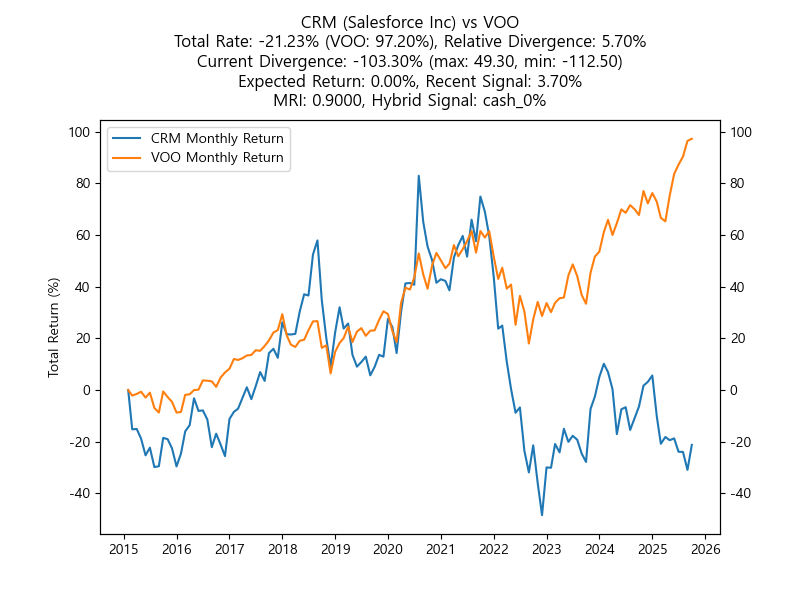 CRM (Salesforce Inc) vs VOO
Total Rate: -21.23% (VOO: 97.20%), Relative Divergence: 5.70%
Current Divergence: -103.30% (max: 49.30, min: -112.50)
Expected Return: 0.00%, Recent Signal: 3.70%
MRI: 0.9000, Hybrid Signal: cash_0%
CRM Monthly Return
VOO Monthly Return
Total Return (%)
100
80
60
40
20
0
-20
-40
100
80
60
40
20
0
-20
-40
2015 2016 2017 2018 2019 2020 2021 2022 2023 2024 2025 2026